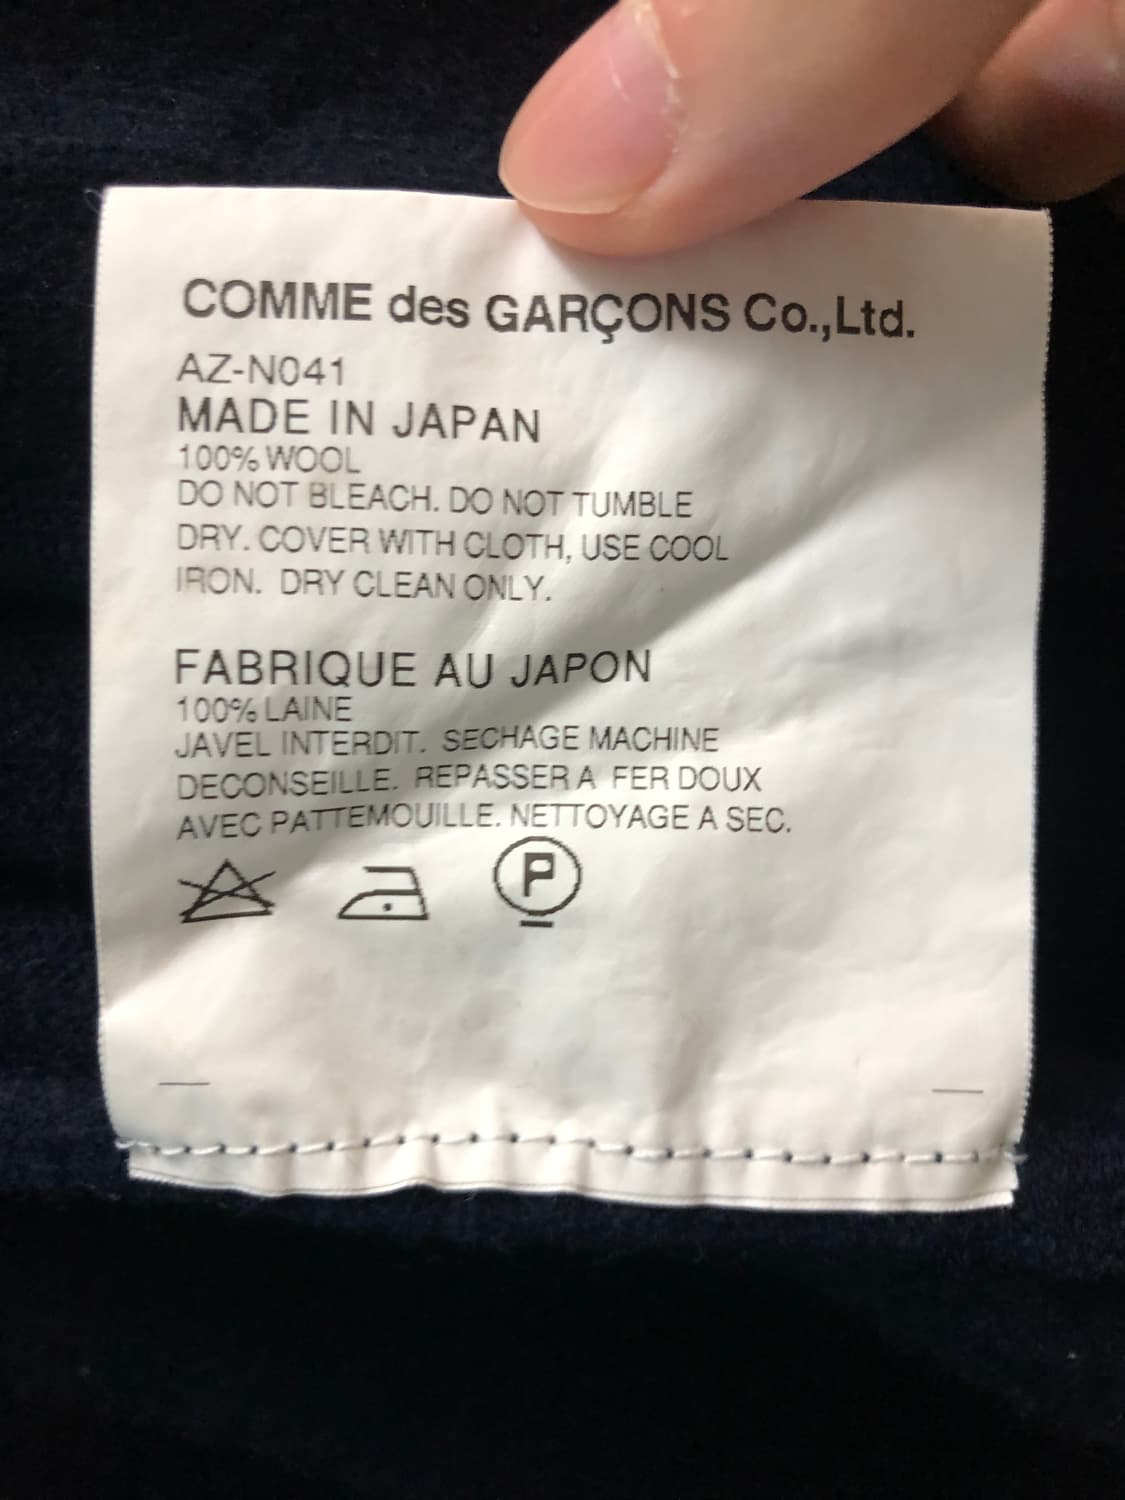 COMME des GARÇONS Co.,Ltd.
AZ-N041
MADE IN JAPAN
100% WOOL
DO NOT BLEACH. DO NOT TUMBLE
DRY. COVER WITH CLOTH, USE COOL
IRON. DRY CLEAN ONLY.
FABRIQUE AU JAPON
100% LAINE
JAVEL INTERDIT. SECHAGE MACHINE
DECONSEILLE. REPASSER A FER DOUX
AVEC PATTEMOUILLE. NETTOYAGE A SEC.
P